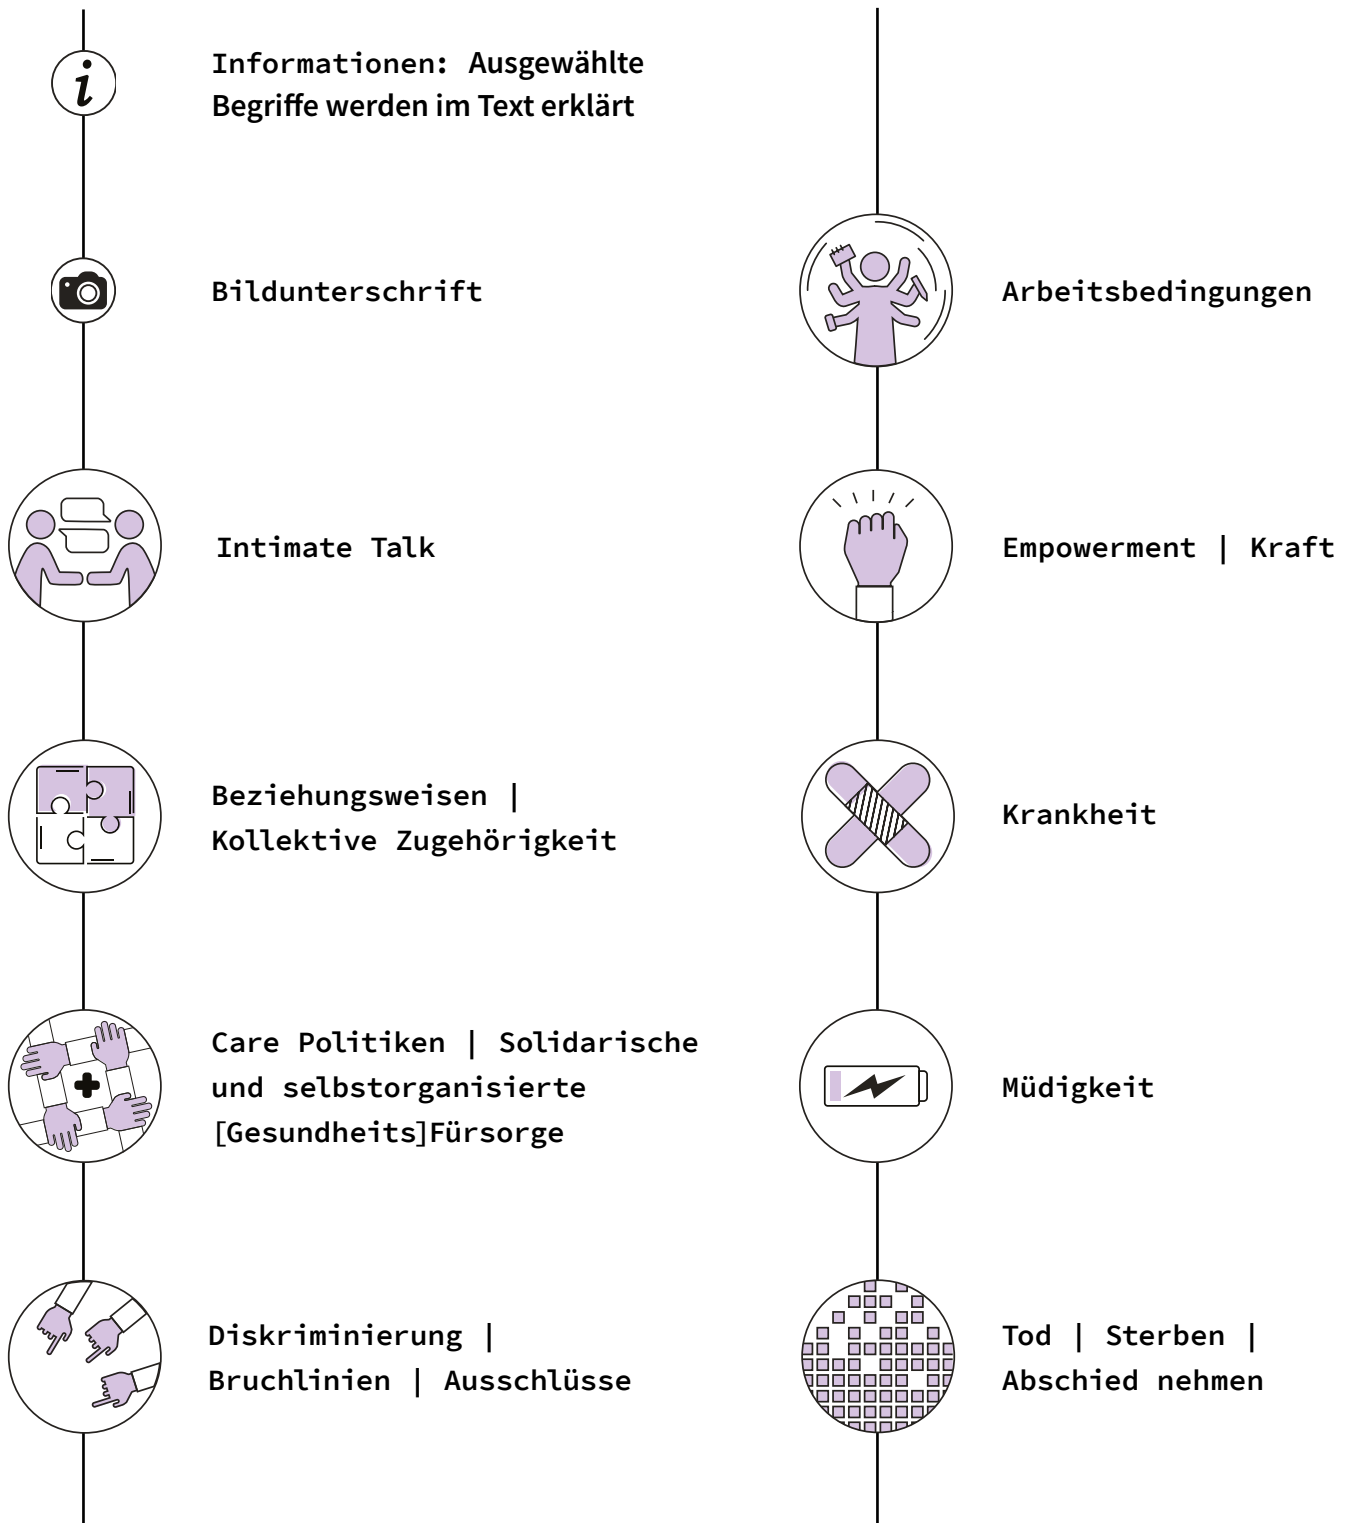 i
Informationen: Ausgewählte
Begriffe werden im Text erklärt
Bildunterschrift
Intimate Talk
Beziehungsweisen |
Kollektive Zugehörigkeit
Care Politiken | Solidarische
und selbstorganisierte
[Gesundheits]Fürsorge
Diskriminierung |
Bruchlinien | Ausschlüsse
Arbeitsbedingungen
Empowerment | Kraft
Krankheit
Müdigkeit
Tod | Sterben |
Abschied nehmen